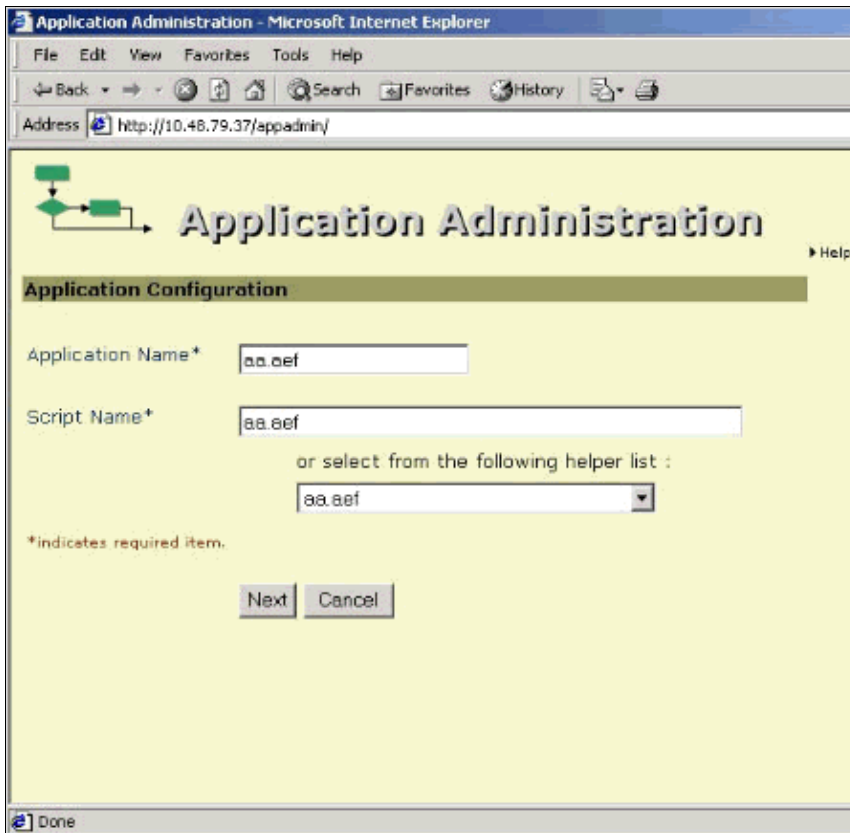 Application Administration - Microsoft Internet Explorer
File Edit View Favorites Tools Help
Back Search Favorites History
Address http://10.48.79.37/appadmin/
Application Administration
Help
Application Configuration
Application Name* aa.aef
Script Name* aa.aef
or select from the following helper list :
aa.aef
*indicates required item.
Next Cancel
Done